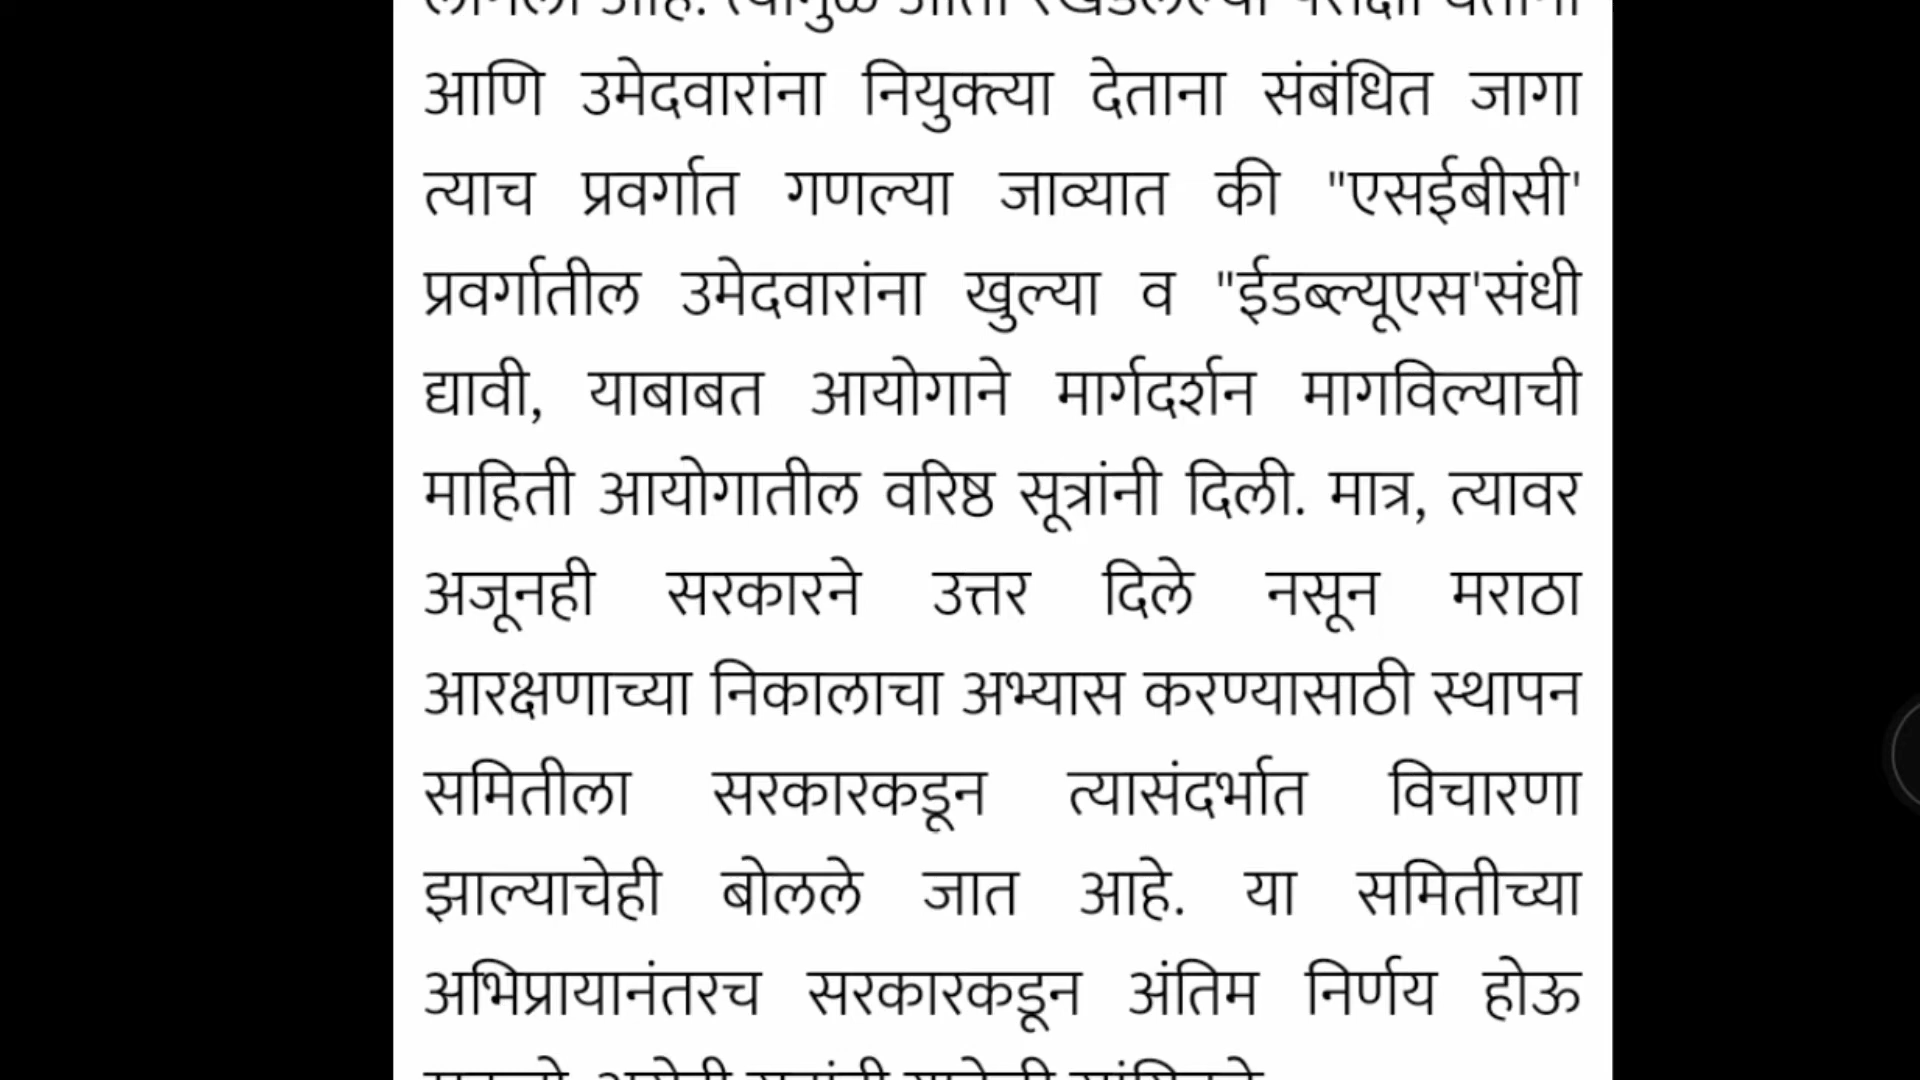 आणि उमेदवारांना नियुक्त्या देताना संबंधित जागा
त्याच प्रवर्गात गणल्या जाव्यात की "एसईबीसी'
प्रवर्गातील उमेदवारांना खुल्या व "ईडब्ल्यूएस'संधी
द्यावी, याबाबत आयोगाने मार्गदर्शन मागविल्याची
माहिती आयोगातील वरिष्ठ सूत्रांनी दिली. मात्र, त्यावर
अजूनही सरकारने उत्तर दिले नसून मराठा
आरक्षणाच्या निकालाचा अभ्यास करण्यासाठी स्थापन
समितीला सरकारकडून त्यासंदर्भात विचारणा
झाल्याचेही बोलले जात आहे. या समितीच्या
अभिप्रायानंतरच सरकारकडून अंतिम निर्णय होऊ